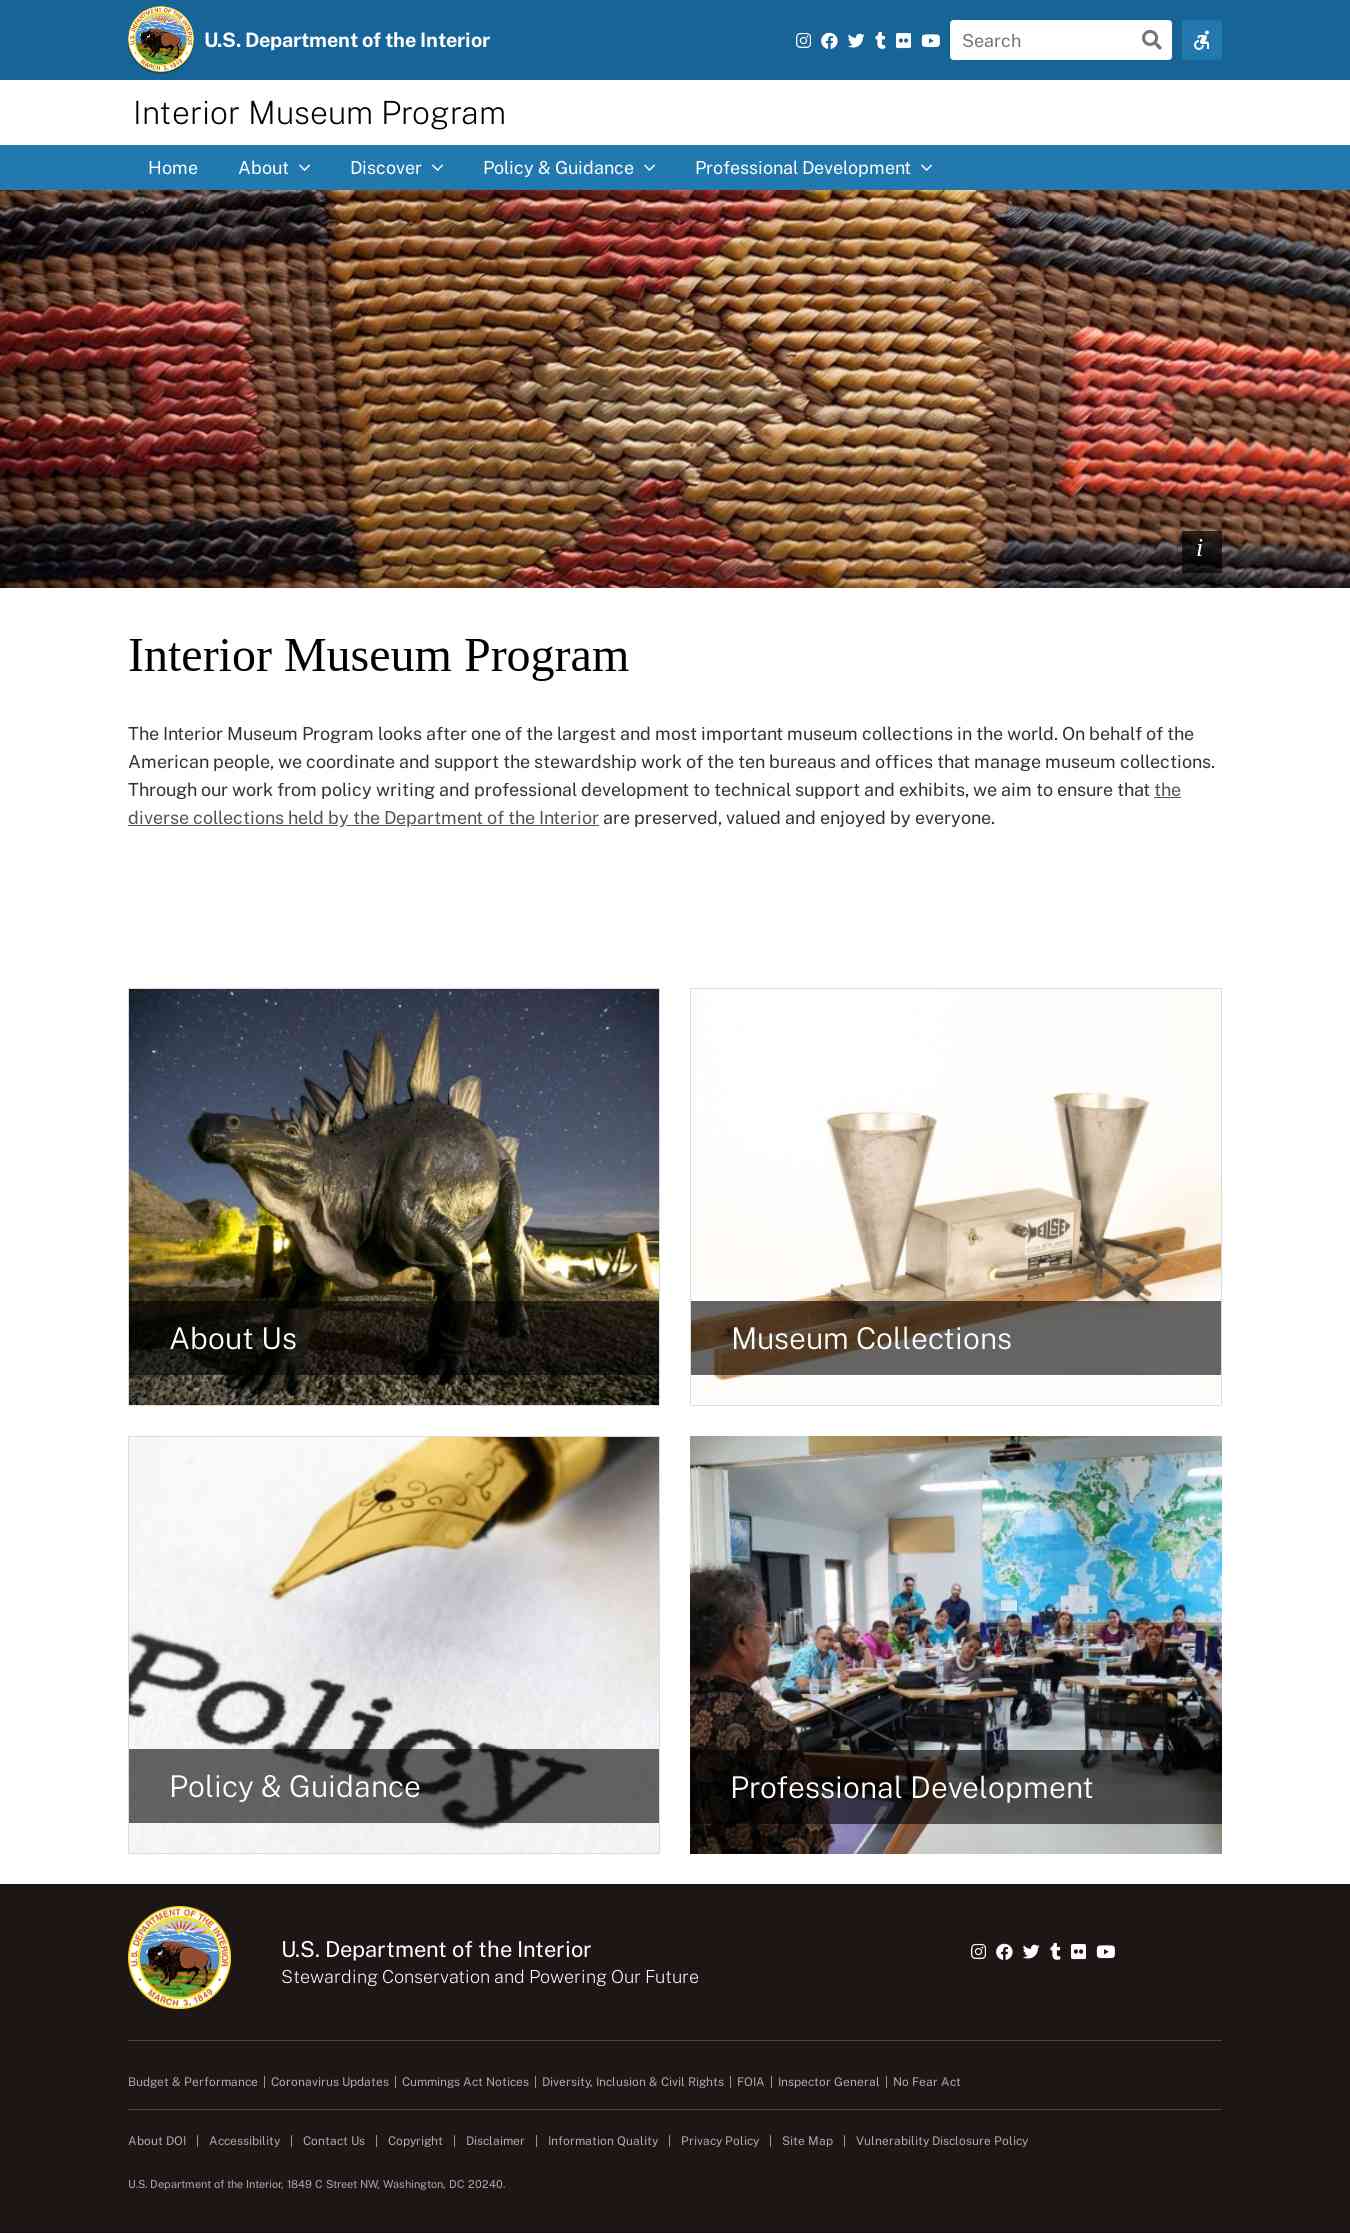 U.S. Department of the Interior
Search
Interior Museum Program
Home About Discover Policy & Guidance Professional Development
i
Interior Museum Program
The Interior Museum Program looks after one of the largest and most important museum collections in the world. On behalf of the
American people, we coordinate and support the stewardship work of the ten bureaus and offices that manage museum collections.
Through our work from policy writing and professional development to technical support and exhibits, we aim to ensure that the
diverse collections held by the Department of the Interior are preserved, valued and enjoyed by everyone.
About Us
Museum Collections
Policy
Policy & Guidance
Professional Development
U.S. DEPARTMENT OF THE INTERIOR
MARCH 3, 1849
U.S. Department of the Interior
Stewarding Conservation and Powering Our Future
Budget & Performance | Coronavirus Updates | Cummings Act Notices | Diversity, Inclusion & Civil Rights | FOIA | Inspector General | No Fear Act
About DOI | Accessibility | Contact Us | Copyright | Disclaimer | Information Quality | Privacy Policy | Site Map | Vulnerability Disclosure Policy
U.S. Department of the Interior, 1849 C Street NW, Washington, DC 20240.